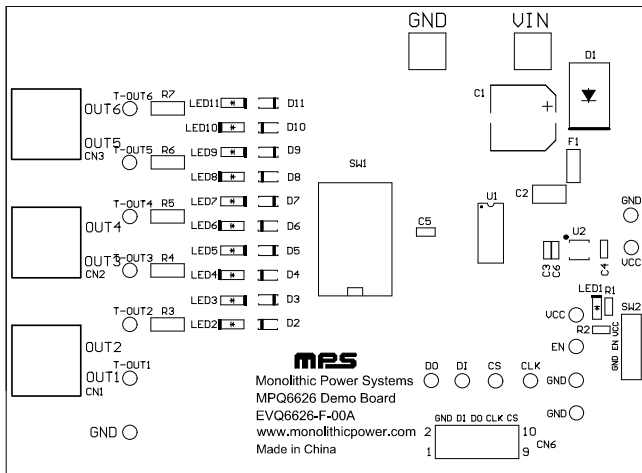 GND VIN
D1
C1
F1
C2
T-OUT6 R7
OUT6
LED11 D11
LED10 D10
OUT5 T-OUT5 R6
CN3
LED9 D9
LED8 D8
SW1
U1
C5
T-OUT4 R5
LED7 D7
OUT4
LED6 D6
GND
U2
OUT3 T-OUT3 R4
CN2
LED5 D5
LED4 D4
C3
C6
C4
VCC
LED1 R1
T-OUT2 R3
LED3 D3
LED2 D2
OUT2
VCC
R2
SW2
GND EN VCC
EN
T-OUT1
OUT1
CN1
MPS
Monolithic Power Systems
MPQ6626 Demo Board
EVQ6626-F-00A
www.monolithicpower.com
Made in China
DO DI CS CLK
GND
GND
GND
GND DI DO CLK CS
2 10
1 9
CN6